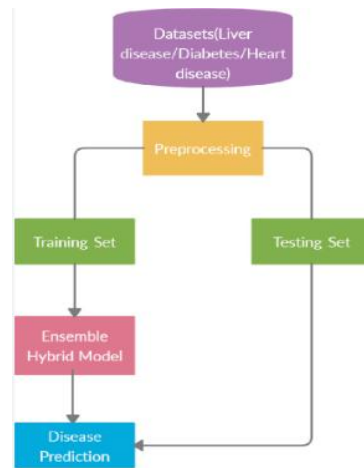 Datasets(Liver
disease/Diabetes/Heart
disease)
Preprocessing
Training Set
Testing Set
Ensemble
Hybrid Model
Disease
Prediction